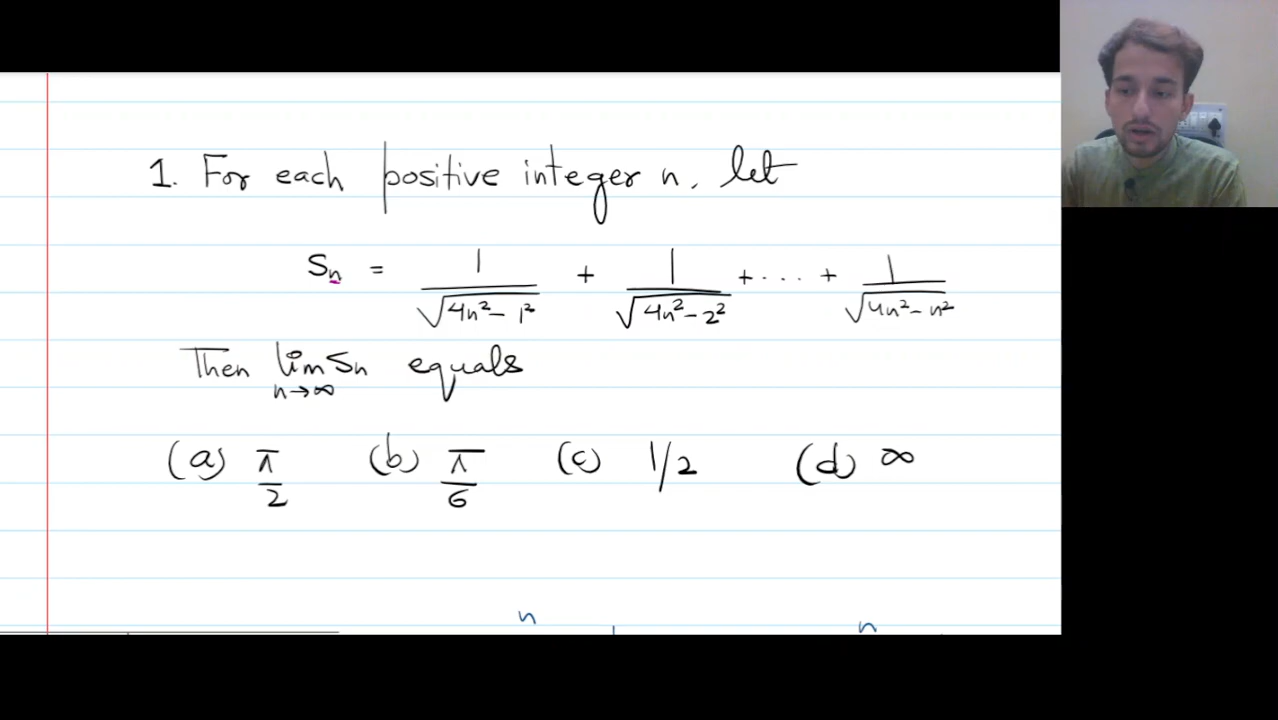 1. For each positive integer n, let
Sn = 1/√(4n²-1²) + 1/√(4n²-2²) + .... + 1/√(4n²-n²)
Then lim n→∞ Sn equals
(a) π/2 (b) π/6 (c) 1/2 (d) ∞
n n